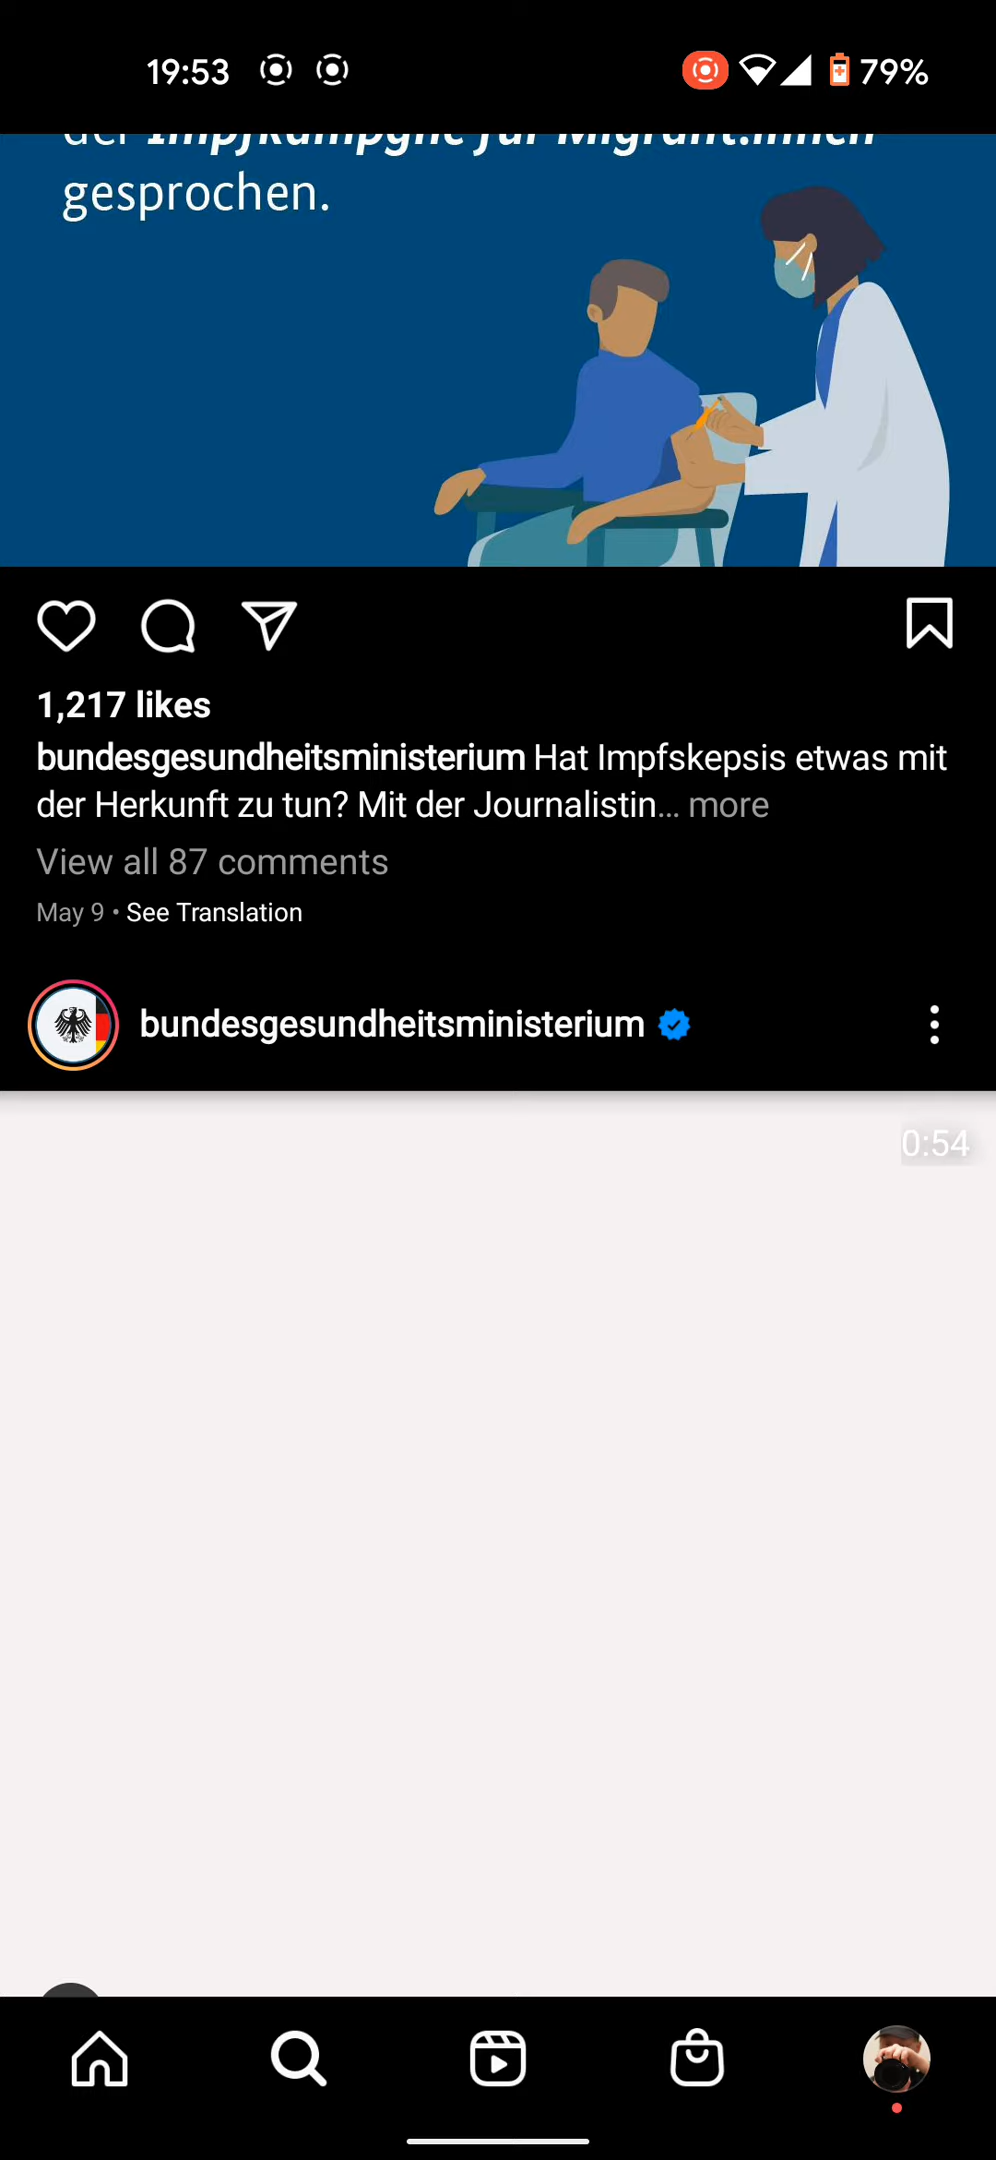 19:53
79%
der Impfkampgne für Migrant:innen
gesprochen.
1,217 likes
bundesgesundheitsministerium Hat Impfskepsis etwas mit
der Herkunft zu tun? Mit der Journalistin... more
View all 87 comments
May 9 • See Translation
bundesgesundheitsministerium
0:54